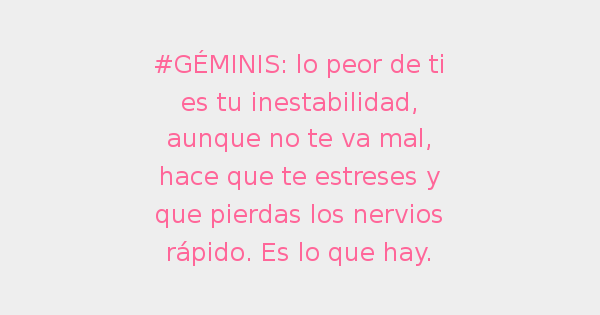 #GÉMINIS: lo peor de ti
es tu inestabilidad,
aunque no te va mal,
hace que te estreses y
que pierdas los nervios
rápido. Es lo que hay.